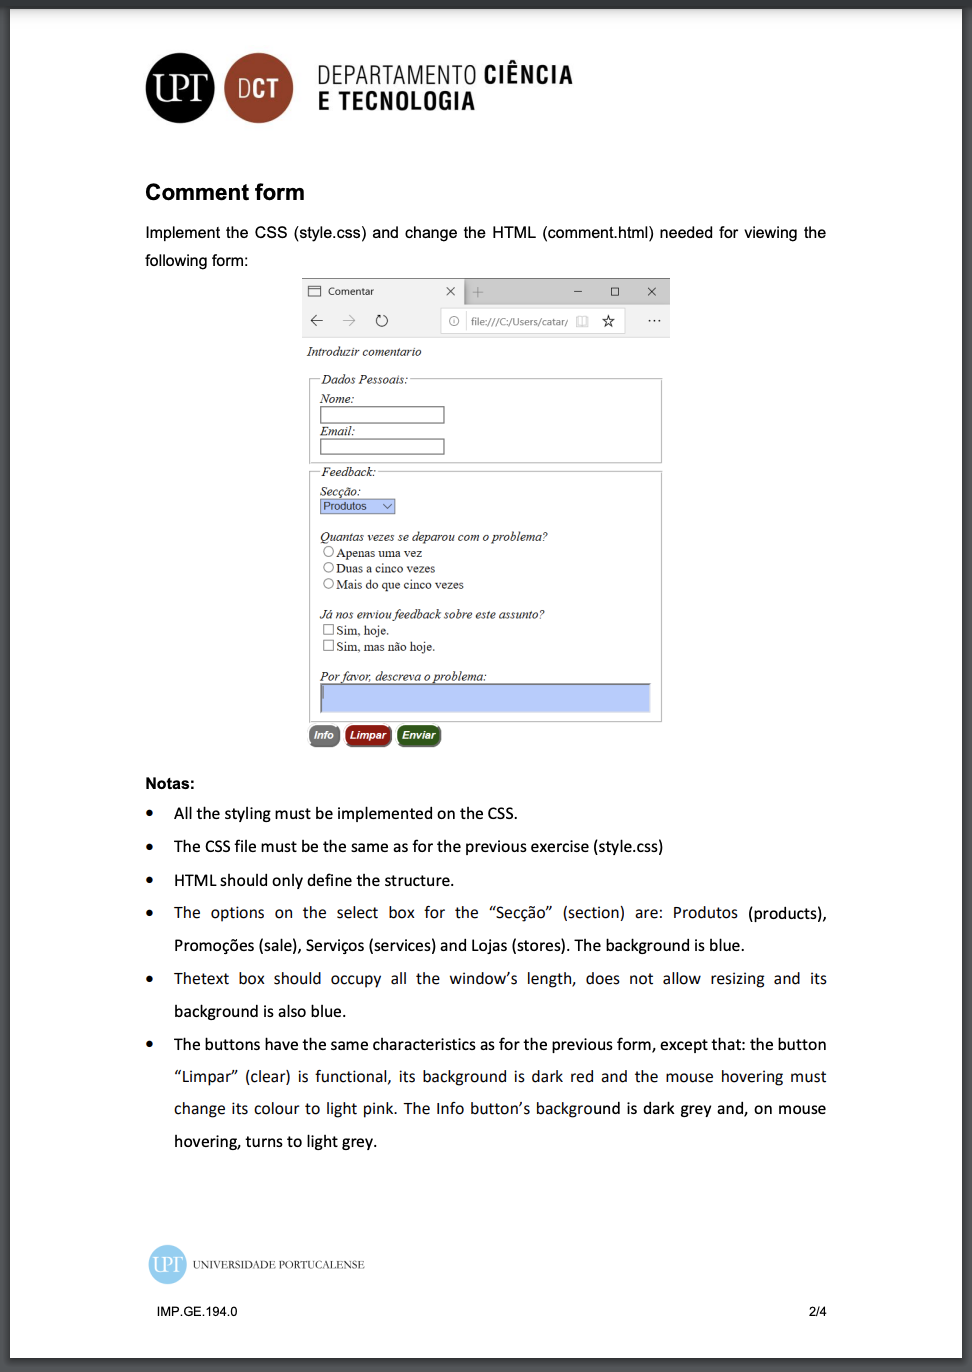 UPT DCT DEPARTAMENTO CIÊNCIA
E TECNOLOGIA
Comment form
Implement the CSS (style.css) and change the HTML (comment.html) needed for viewing the
following form:
Comentar
file:///C:/Users/catar/
Introduzir comentario
Dados Pessoais:
Nome:
Email:
Feedback:
Secção:
Produtos
Quantas vezes se deparou com o problema?
Apenas uma vez
Duas a cinco vezes
Mais do que cinco vezes
Já nos enviou feedback sobre este assunto?
Sim, hoje.
Sim, mas não hoje.
Por favor, descreva o problema:
Info Limpar Enviar
Notas:
• All the styling must be implemented on the CSS.
• The CSS file must be the same as for the previous exercise (style.css)
• HTML should only define the structure.
• The options on the select box for the “Secção” (section) are: Produtos (products),
Promoções (sale), Serviços (services) and Lojas (stores). The background is blue.
• Thetext box should occupy all the window’s length, does not allow resizing and its
background is also blue.
• The buttons have the same characteristics as for the previous form, except that: the button
“Limpar” (clear) is functional, its background is dark red and the mouse hovering must
change its colour to light pink. The Info button’s background is dark grey and, on mouse
hovering, turns to light grey.
UPT UNIVERSIDADE PORTUCALENSE
IMP.GE.194.0 2/4